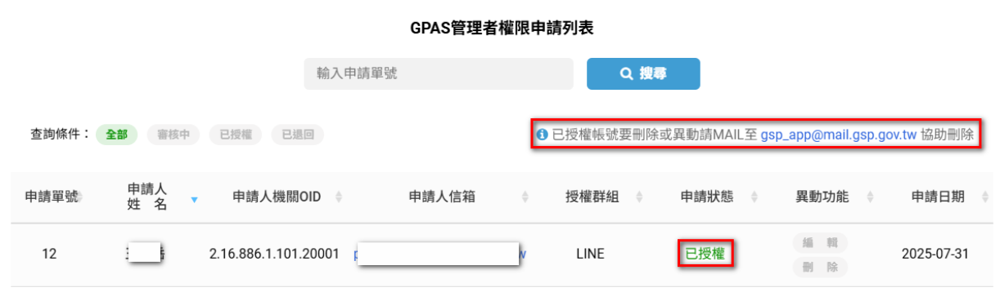 GPAS管理者權限申請列表
輸入申請單號 搜尋
查詢條件： 全部 審核中 已授權 已退回 已授權帳號要刪除或異動請MAIL至 gsp_app@mail.gsp.gov.tw 協助刪除
申請單號 申請人姓 名 申請人機關OID 申請人信箱 授權群組 申請狀態 異動功能 申請日期
12 2.16.886.1.101.20001 LINE 已授權 編 輯 2025-07-31
刪 除